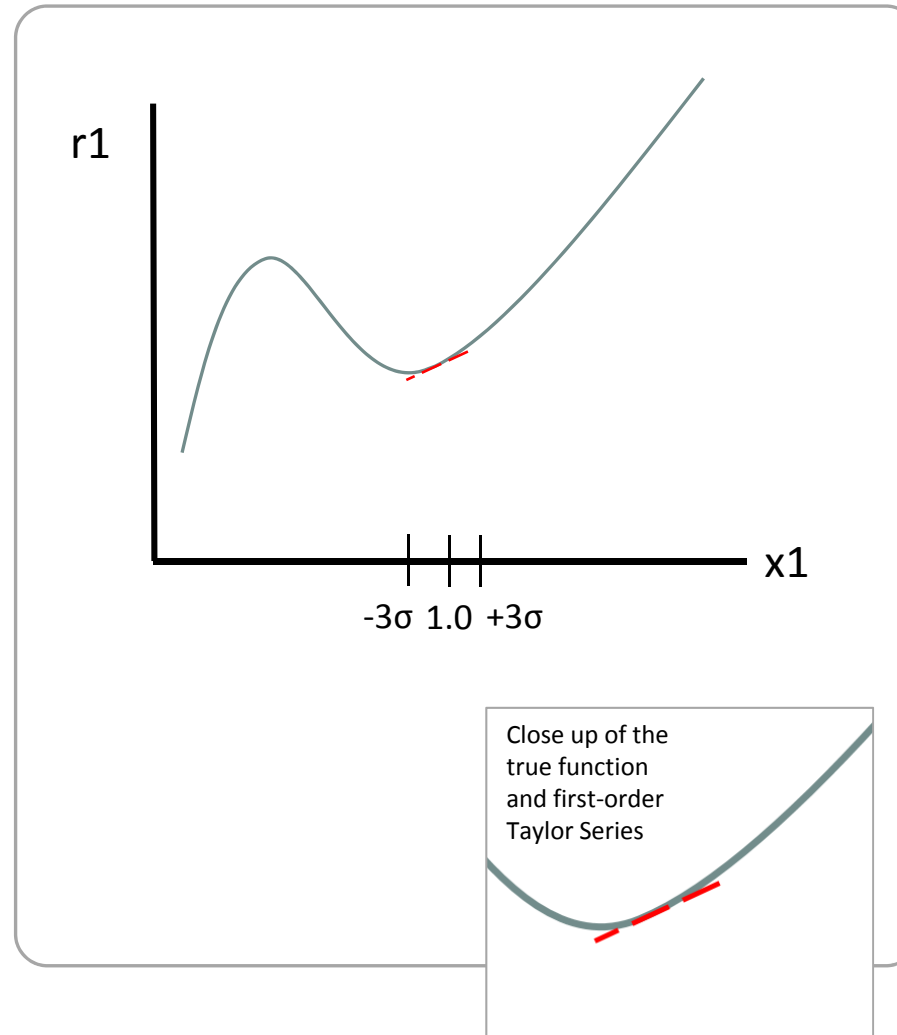 r1
x1
-3σ 1.0 +3σ
Close up of the
true function
and first-order
Taylor Series